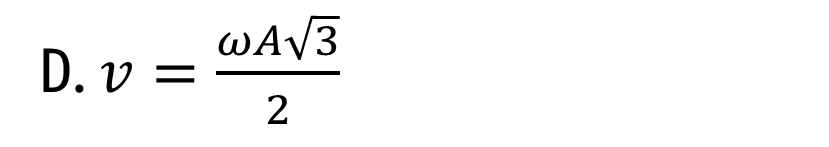 D. v = ωA√3 / 2